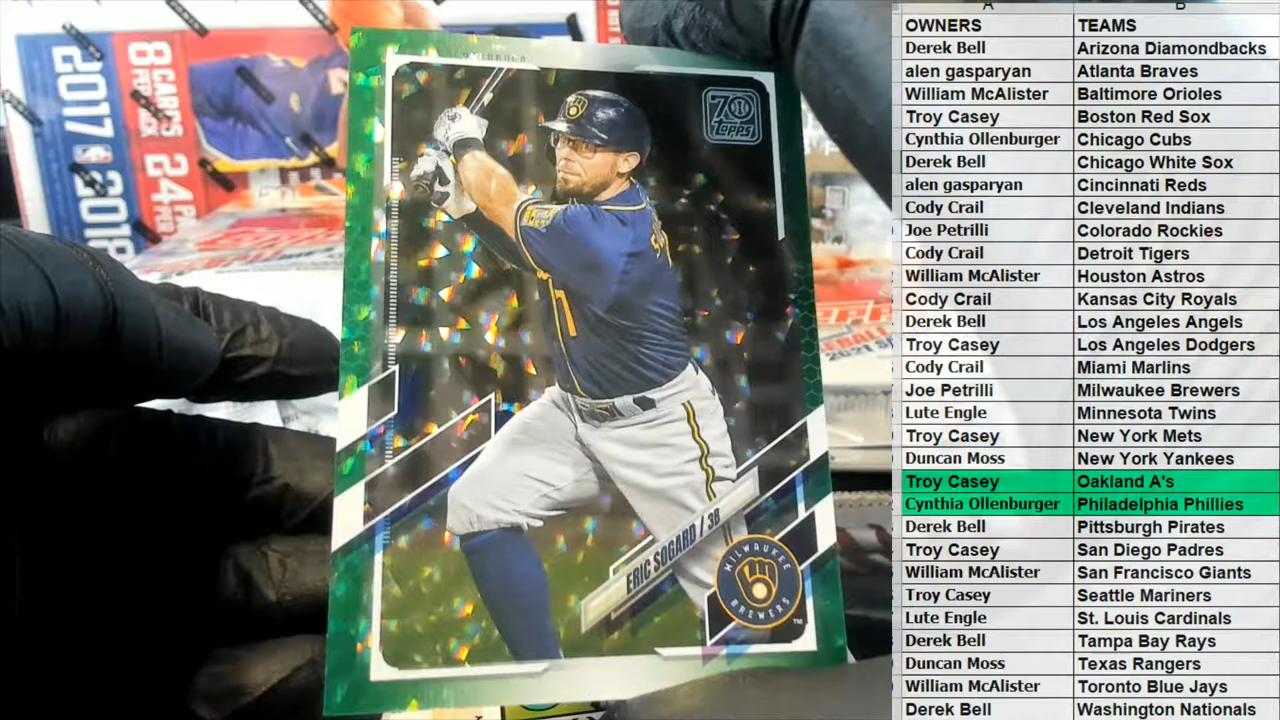 2017 2018
8 CARDS
PER PACK
24
70
topps
17
ERIC SOGARD / 3B
MILWAUKEE
BREWERS
TM
A B
OWNERS TEAMS
Derek Bell Arizona Diamondbacks
alen gasparyan Atlanta Braves
William McAlister Baltimore Orioles
Troy Casey Boston Red Sox
Cynthia Ollenburger Chicago Cubs
Derek Bell Chicago White Sox
alen gasparyan Cincinnati Reds
Cody Crail Cleveland Indians
Joe Petrilli Colorado Rockies
Cody Crail Detroit Tigers
William McAlister Houston Astros
Cody Crail Kansas City Royals
Derek Bell Los Angeles Angels
Troy Casey Los Angeles Dodgers
Cody Crail Miami Marlins
Joe Petrilli Milwaukee Brewers
Lute Engle Minnesota Twins
Troy Casey New York Mets
Duncan Moss New York Yankees
Troy Casey Oakland A's
Cynthia Ollenburger Philadelphia Phillies
Derek Bell Pittsburgh Pirates
Troy Casey San Diego Padres
William McAlister San Francisco Giants
Troy Casey Seattle Mariners
Lute Engle St. Louis Cardinals
Derek Bell Tampa Bay Rays
Duncan Moss Texas Rangers
William McAlister Toronto Blue Jays
Derek Bell Washington Nationals